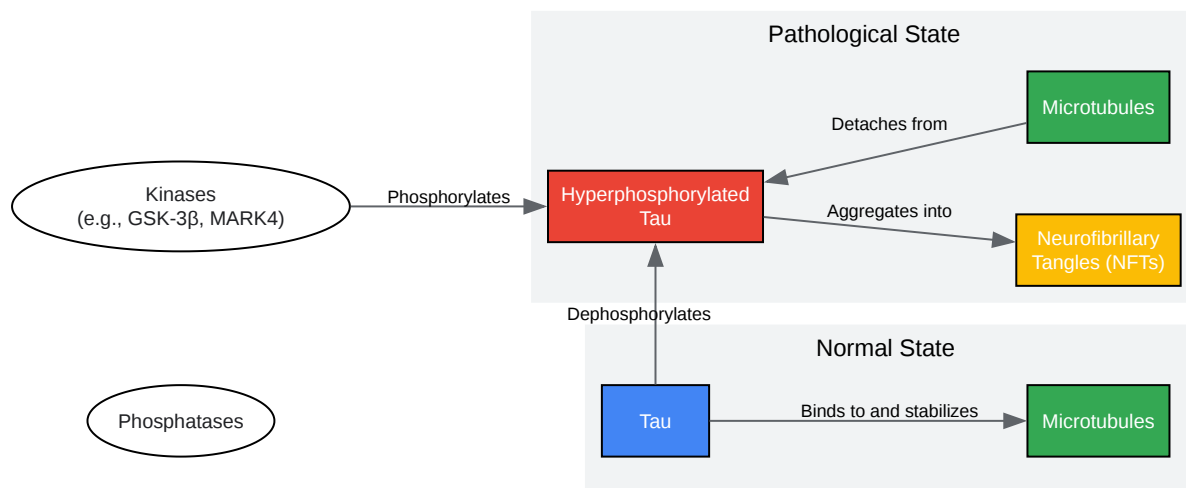 Pathological State
Microtubules
Detaches from
Kinases
(e.g., GSK-3β, MARK4)
Phosphorylates
Hyperphosphorylated
Tau
Aggregates into
Neurofibrillary
Tangles (NFTs)
Dephosphorylates
Normal State
Phosphatases
Tau
Binds to and stabilizes
Microtubules